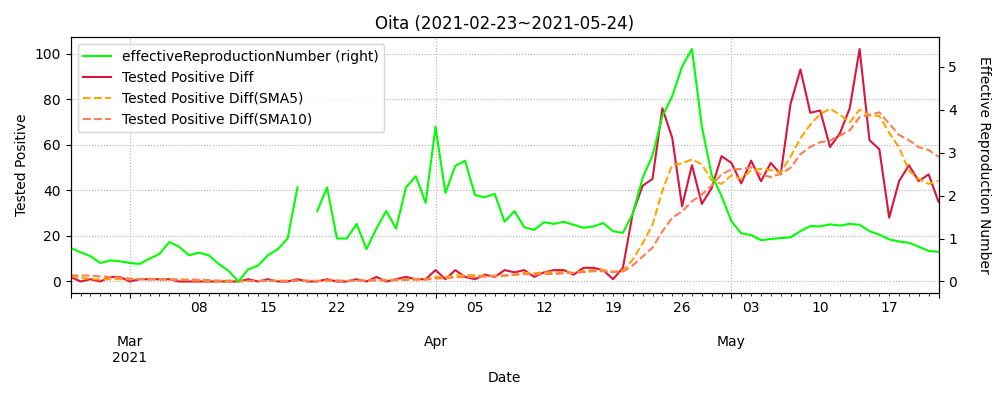 Oita (2021-02-23~2021-05-24)
effectiveReproductionNumber (right)
Tested Positive Diff
Tested Positive Diff(SMA5)
Tested Positive Diff(SMA10)
Tested Positive
100
80
60
40
20
0
Effective Reproduction Number
5
4
3
2
1
0
08 15 22 29 05 12 19 26 03 10 17
Mar Apr May
2021
Date